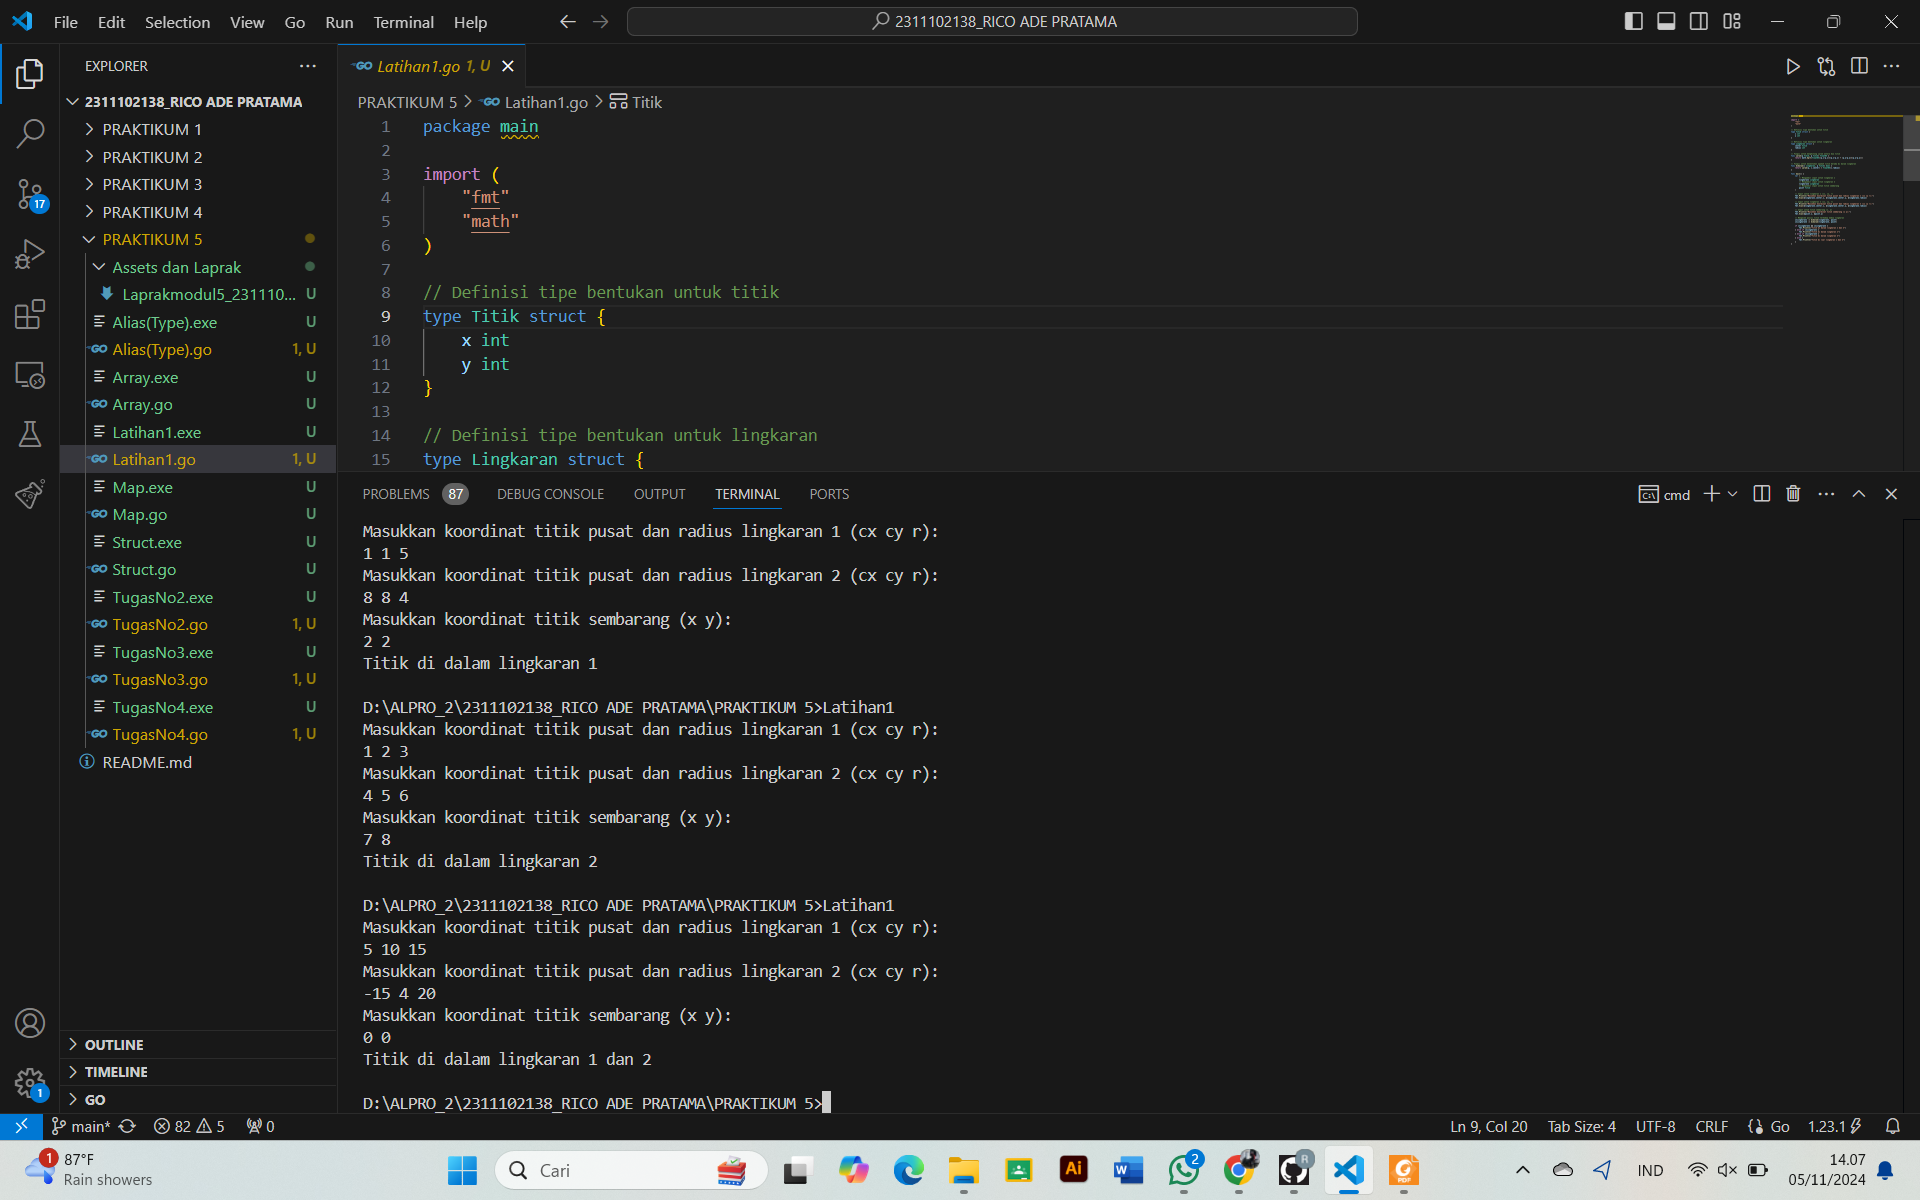 File Edit Selection View Go Run Terminal Help
2311102138_RICO ADE PRATAMA
EXPLORER
2311102138_RICO ADE PRATAMA
PRAKTIKUM 1
PRAKTIKUM 2
PRAKTIKUM 3
PRAKTIKUM 4
PRAKTIKUM 5
Assets dan Laprak
Laprakmodul5_231110... U
Alias(Type).exe U
Alias(Type).go 1, U
Array.exe U
Array.go U
Latihan1.exe U
Latihan1.go 1, U
Map.exe U
Map.go U
Struct.exe U
Struct.go U
TugasNo2.exe U
TugasNo2.go 1, U
TugasNo3.exe U
TugasNo3.go 1, U
TugasNo4.exe U
TugasNo4.go 1, U
README.md
OUTLINE
TIMELINE
GO
17
1
GO Latihan1.go 1, U
PRAKTIKUM 5 > GO Latihan1.go > Titik
1 package main
2
3 import (
4 "fmt"
5 "math"
6 )
7
8 // Definisi tipe bentukan untuk titik
9 type Titik struct {
10 x int
11 y int
12 }
13
14 // Definisi tipe bentukan untuk lingkaran
15 type Lingkaran struct {
PROBLEMS 87 DEBUG CONSOLE OUTPUT TERMINAL PORTS
cmd
Masukkan koordinat titik pusat dan radius lingkaran 1 (cx cy r):
1 1 5
Masukkan koordinat titik pusat dan radius lingkaran 2 (cx cy r):
8 8 4
Masukkan koordinat titik sembarang (x y):
2 2
Titik di dalam lingkaran 1
D:\ALPRO_2\2311102138_RICO ADE PRATAMA\PRAKTIKUM 5>Latihan1
Masukkan koordinat titik pusat dan radius lingkaran 1 (cx cy r):
1 2 3
Masukkan koordinat titik pusat dan radius lingkaran 2 (cx cy r):
4 5 6
Masukkan koordinat titik sembarang (x y):
7 8
Titik di dalam lingkaran 2
D:\ALPRO_2\2311102138_RICO ADE PRATAMA\PRAKTIKUM 5>Latihan1
Masukkan koordinat titik pusat dan radius lingkaran 1 (cx cy r):
5 10 15
Masukkan koordinat titik pusat dan radius lingkaran 2 (cx cy r):
-15 4 20
Masukkan koordinat titik sembarang (x y):
0 0
Titik di dalam lingkaran 1 dan 2
D:\ALPRO_2\2311102138_RICO ADE PRATAMA\PRAKTIKUM 5>
main* 82 5 0
Ln 9, Col 20 Tab Size: 4 UTF-8 CRLF Go 1.23.1
1 87°F
Rain showers
Cari
Ai
W
2
R
PDF
IND
14.07
05/11/2024